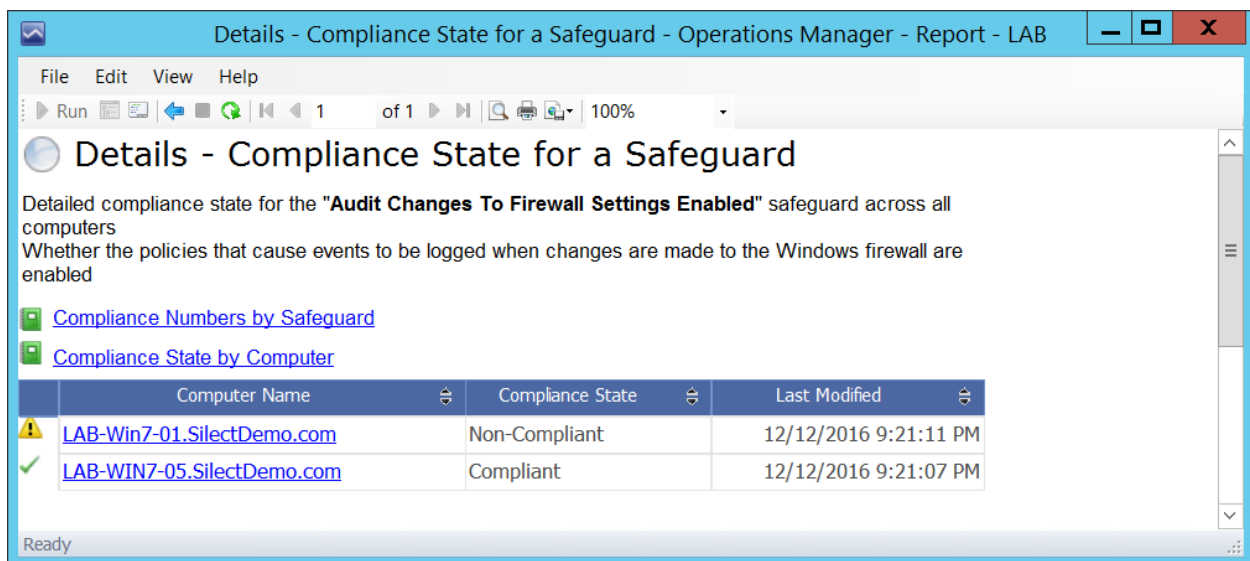 Details - Compliance State for a Safeguard - Operations Manager - Report - LAB
X
File Edit View Help
Run 1 of 1 100%
Details - Compliance State for a Safeguard
Detailed compliance state for the "Audit Changes To Firewall Settings Enabled" safeguard across all
computers
Whether the policies that cause events to be logged when changes are made to the Windows firewall are
enabled
Compliance Numbers by Safeguard
Compliance State by Computer
Computer Name Compliance State Last Modified
LAB-Win7-01.SilectDemo.com Non-Compliant 12/12/2016 9:21:11 PM
LAB-WIN7-05.SilectDemo.com Compliant 12/12/2016 9:21:07 PM
Ready